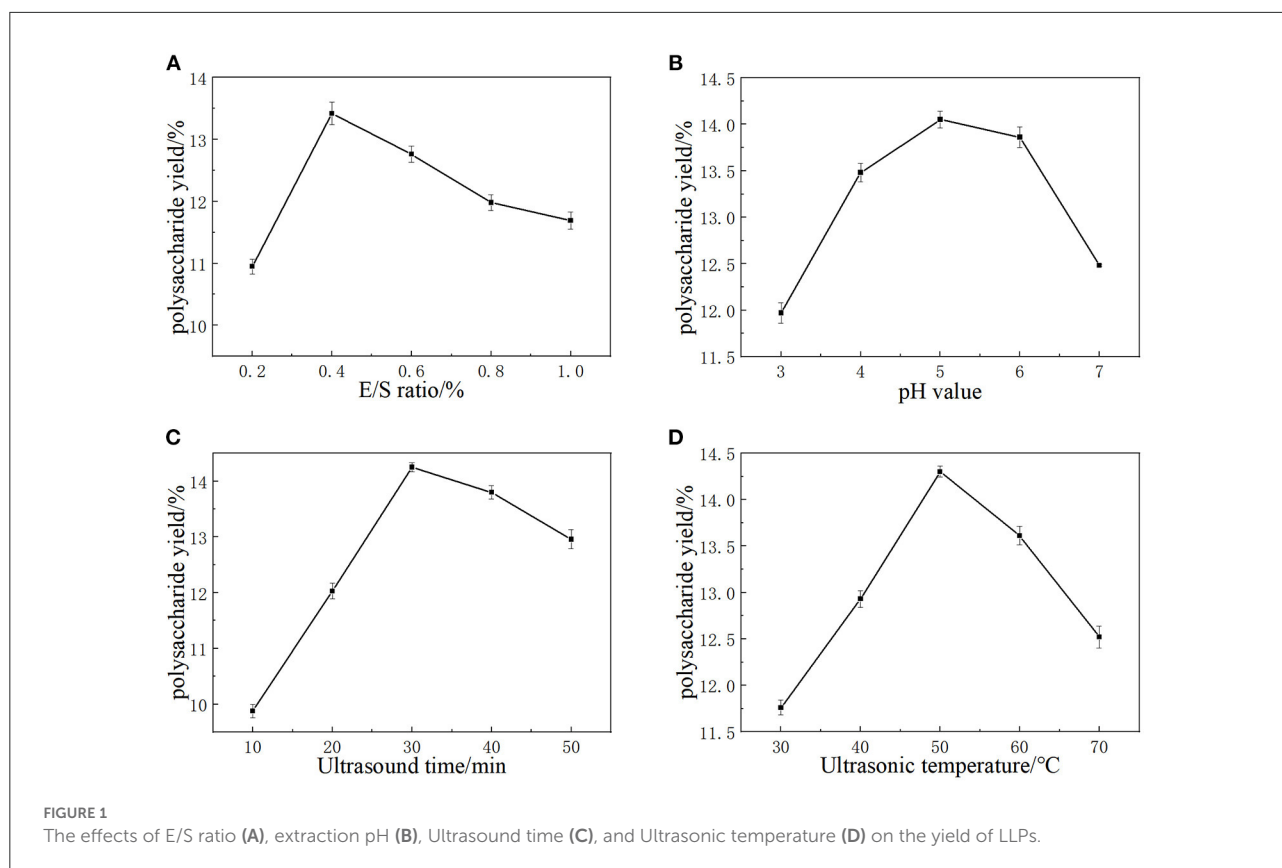 A
14
13
12
11
10
polysaccharide yield/%
0.2 0.4 0.6 0.8 1.0
E/S ratio/%
B
14.5
14.0
13.5
13.0
12.5
12.0
11.5
polysaccharide yield/%
3 4 5 6 7
pH value
C
14
13
12
11
10
polysaccharide yield/%
10 20 30 40 50
Ultrasound time/min
D
14.5
14.0
13.5
13.0
12.5
12.0
11.5
polysaccharide yield/%
30 40 50 60 70
Ultrasonic temperature/°C
FIGURE 1
The effects of E/S ratio (A), extraction pH (B), Ultrasound time (C), and Ultrasonic temperature (D) on the yield of LLPs.